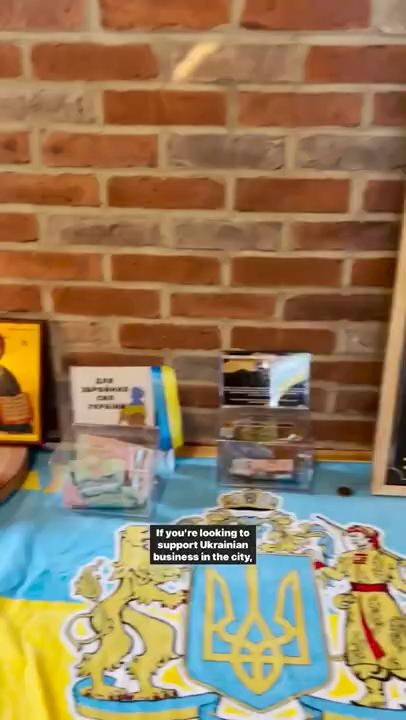 ДЛЯ
ЗБРОЙНИХ
СИЛ
УКРАЇНИ
If you're looking to
support Ukrainian
business in the city,